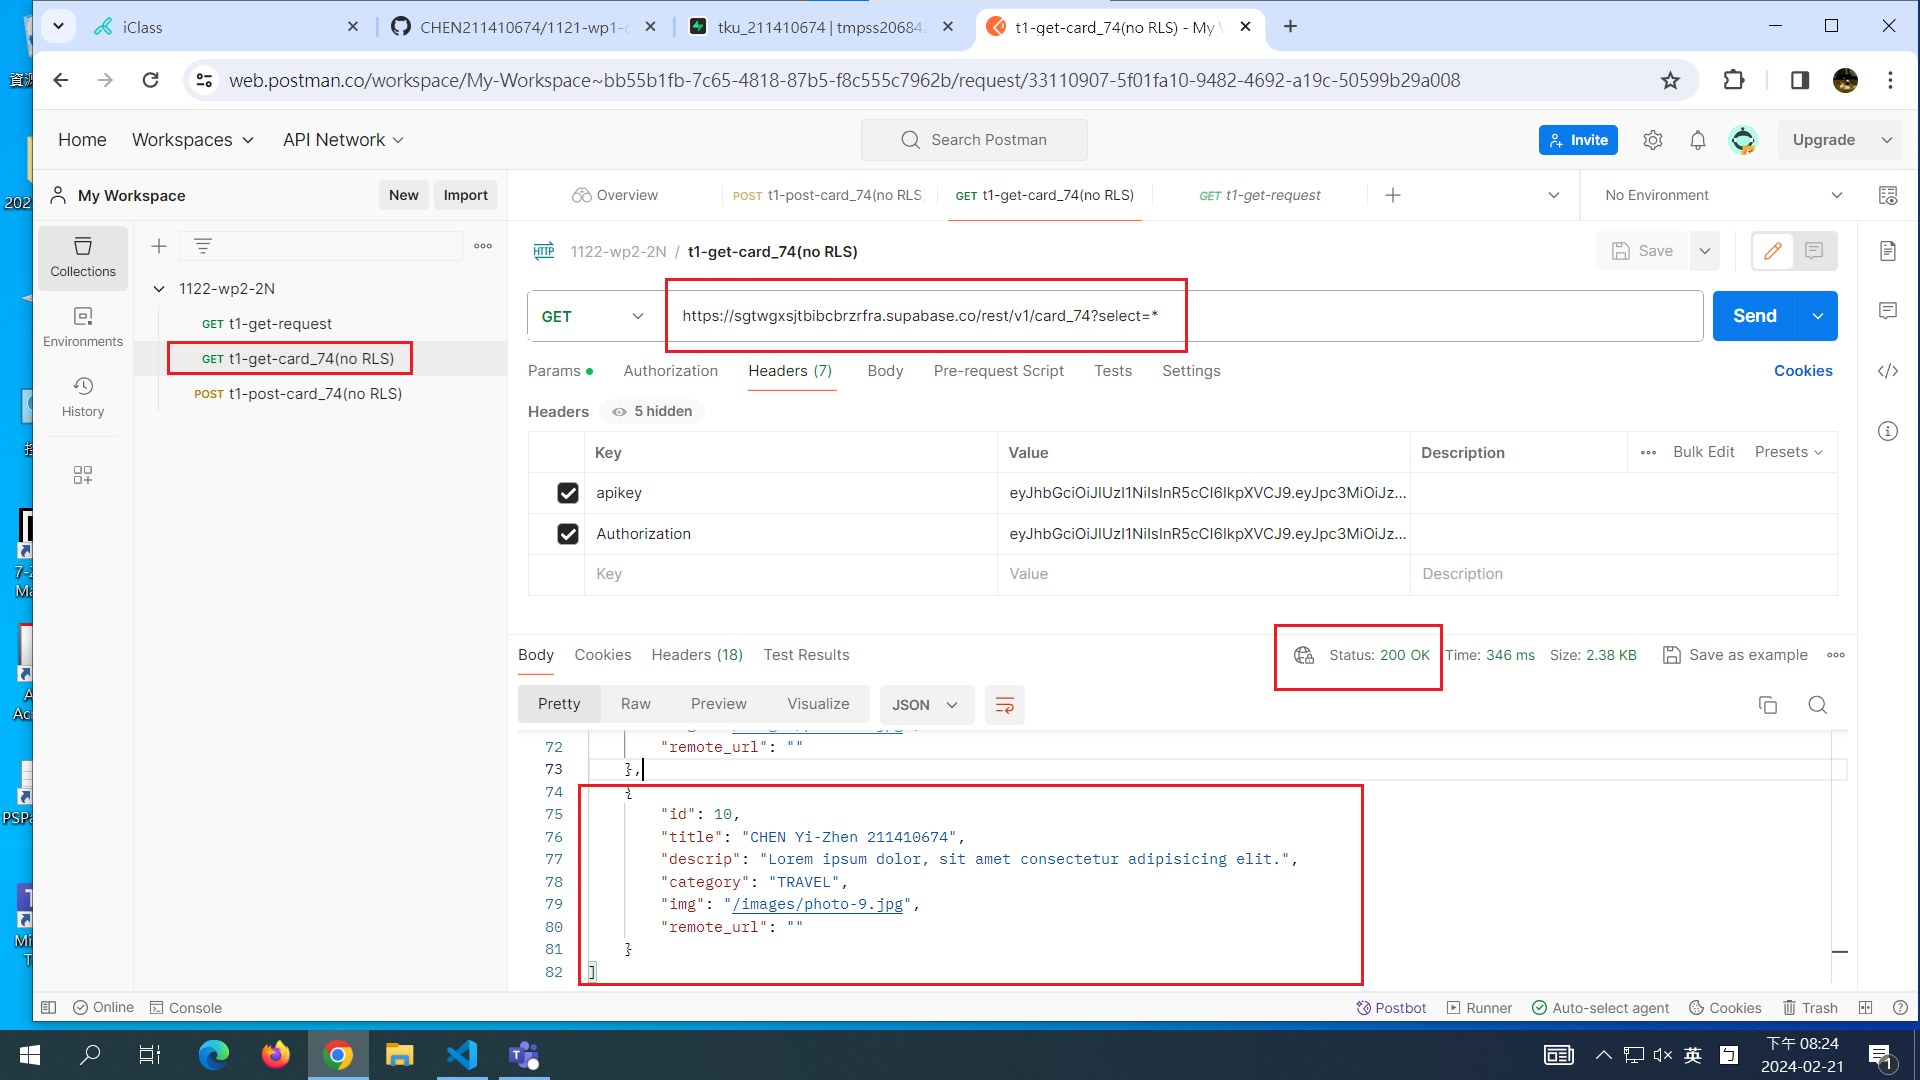 iClass
CHEN211410674/1121-wp1-
tku_211410674 | tmpss20684
t1-get-card_74(no RLS) - My
web.postman.co/workspace/My-Workspace~bb55b1fb-7c65-4818-87b5-f8c555c7962b/request/33110907-5f01fa10-9482-4692-a19c-50599b29a008
Home
Workspaces
API Network
Search Postman
Invite
Upgrade
My Workspace
New
Import
Overview
POST t1-post-card_74(no RLS
GET t1-get-card_74(no RLS)
GET t1-get-request
No Environment
Collections
Environments
History
1122-wp2-2N
GET t1-get-request
GET t1-get-card_74(no RLS)
POST t1-post-card_74(no RLS)
HTTP
1122-wp2-2N / t1-get-card_74(no RLS)
Save
GET
https://sgtwgxsjtbibcbrzrfra.supabase.co/rest/v1/card_74?select=*
Send
Params
Authorization
Headers (7)
Body
Pre-request Script
Tests
Settings
Cookies
Headers
5 hidden
Key
Value
Description
Bulk Edit
Presets
apikey
eyJhbGciOiJIUzI1NiIsInR5cCI6IkpXVCJ9.eyJpc3MiOiJz...
Authorization
eyJhbGciOiJIUzI1NiIsInR5cCI6IkpXVCJ9.eyJpc3MiOiJz...
Key
Value
Description
Body
Cookies
Headers (18)
Test Results
Status: 200 OK
Time: 346 ms
Size: 2.38 KB
Save as example
Pretty
Raw
Preview
Visualize
JSON
72 "remote_url": ""
73 },
74 {
75 "id": 10,
76 "title": "CHEN Yi-Zhen 211410674",
77 "descrip": "Lorem ipsum dolor, sit amet consectetur adipisicing elit.",
78 "category": "TRAVEL",
79 "img": "/images/photo-9.jpg",
80 "remote_url": ""
81 }
82 ]
Online
Console
Postbot
Runner
Auto-select agent
Cookies
Trash
英
下午 08:24
2024-02-21
1